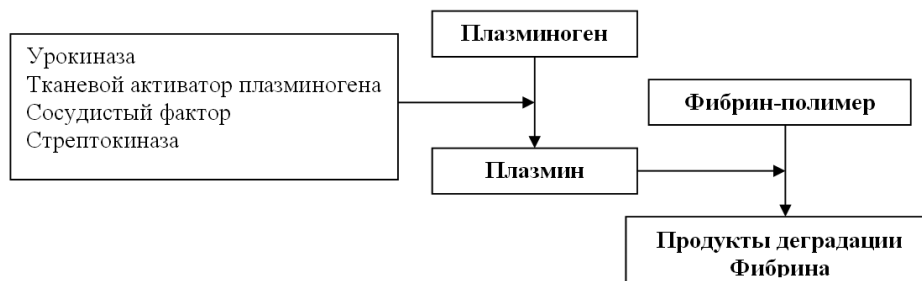 Плазминоген
Урокиназа
Тканевой активатор плазминогена
Сосудистый фактор
Стрептокиназа
Фибрин-полимер
Плазмин
Продукты деградации
Фибрина